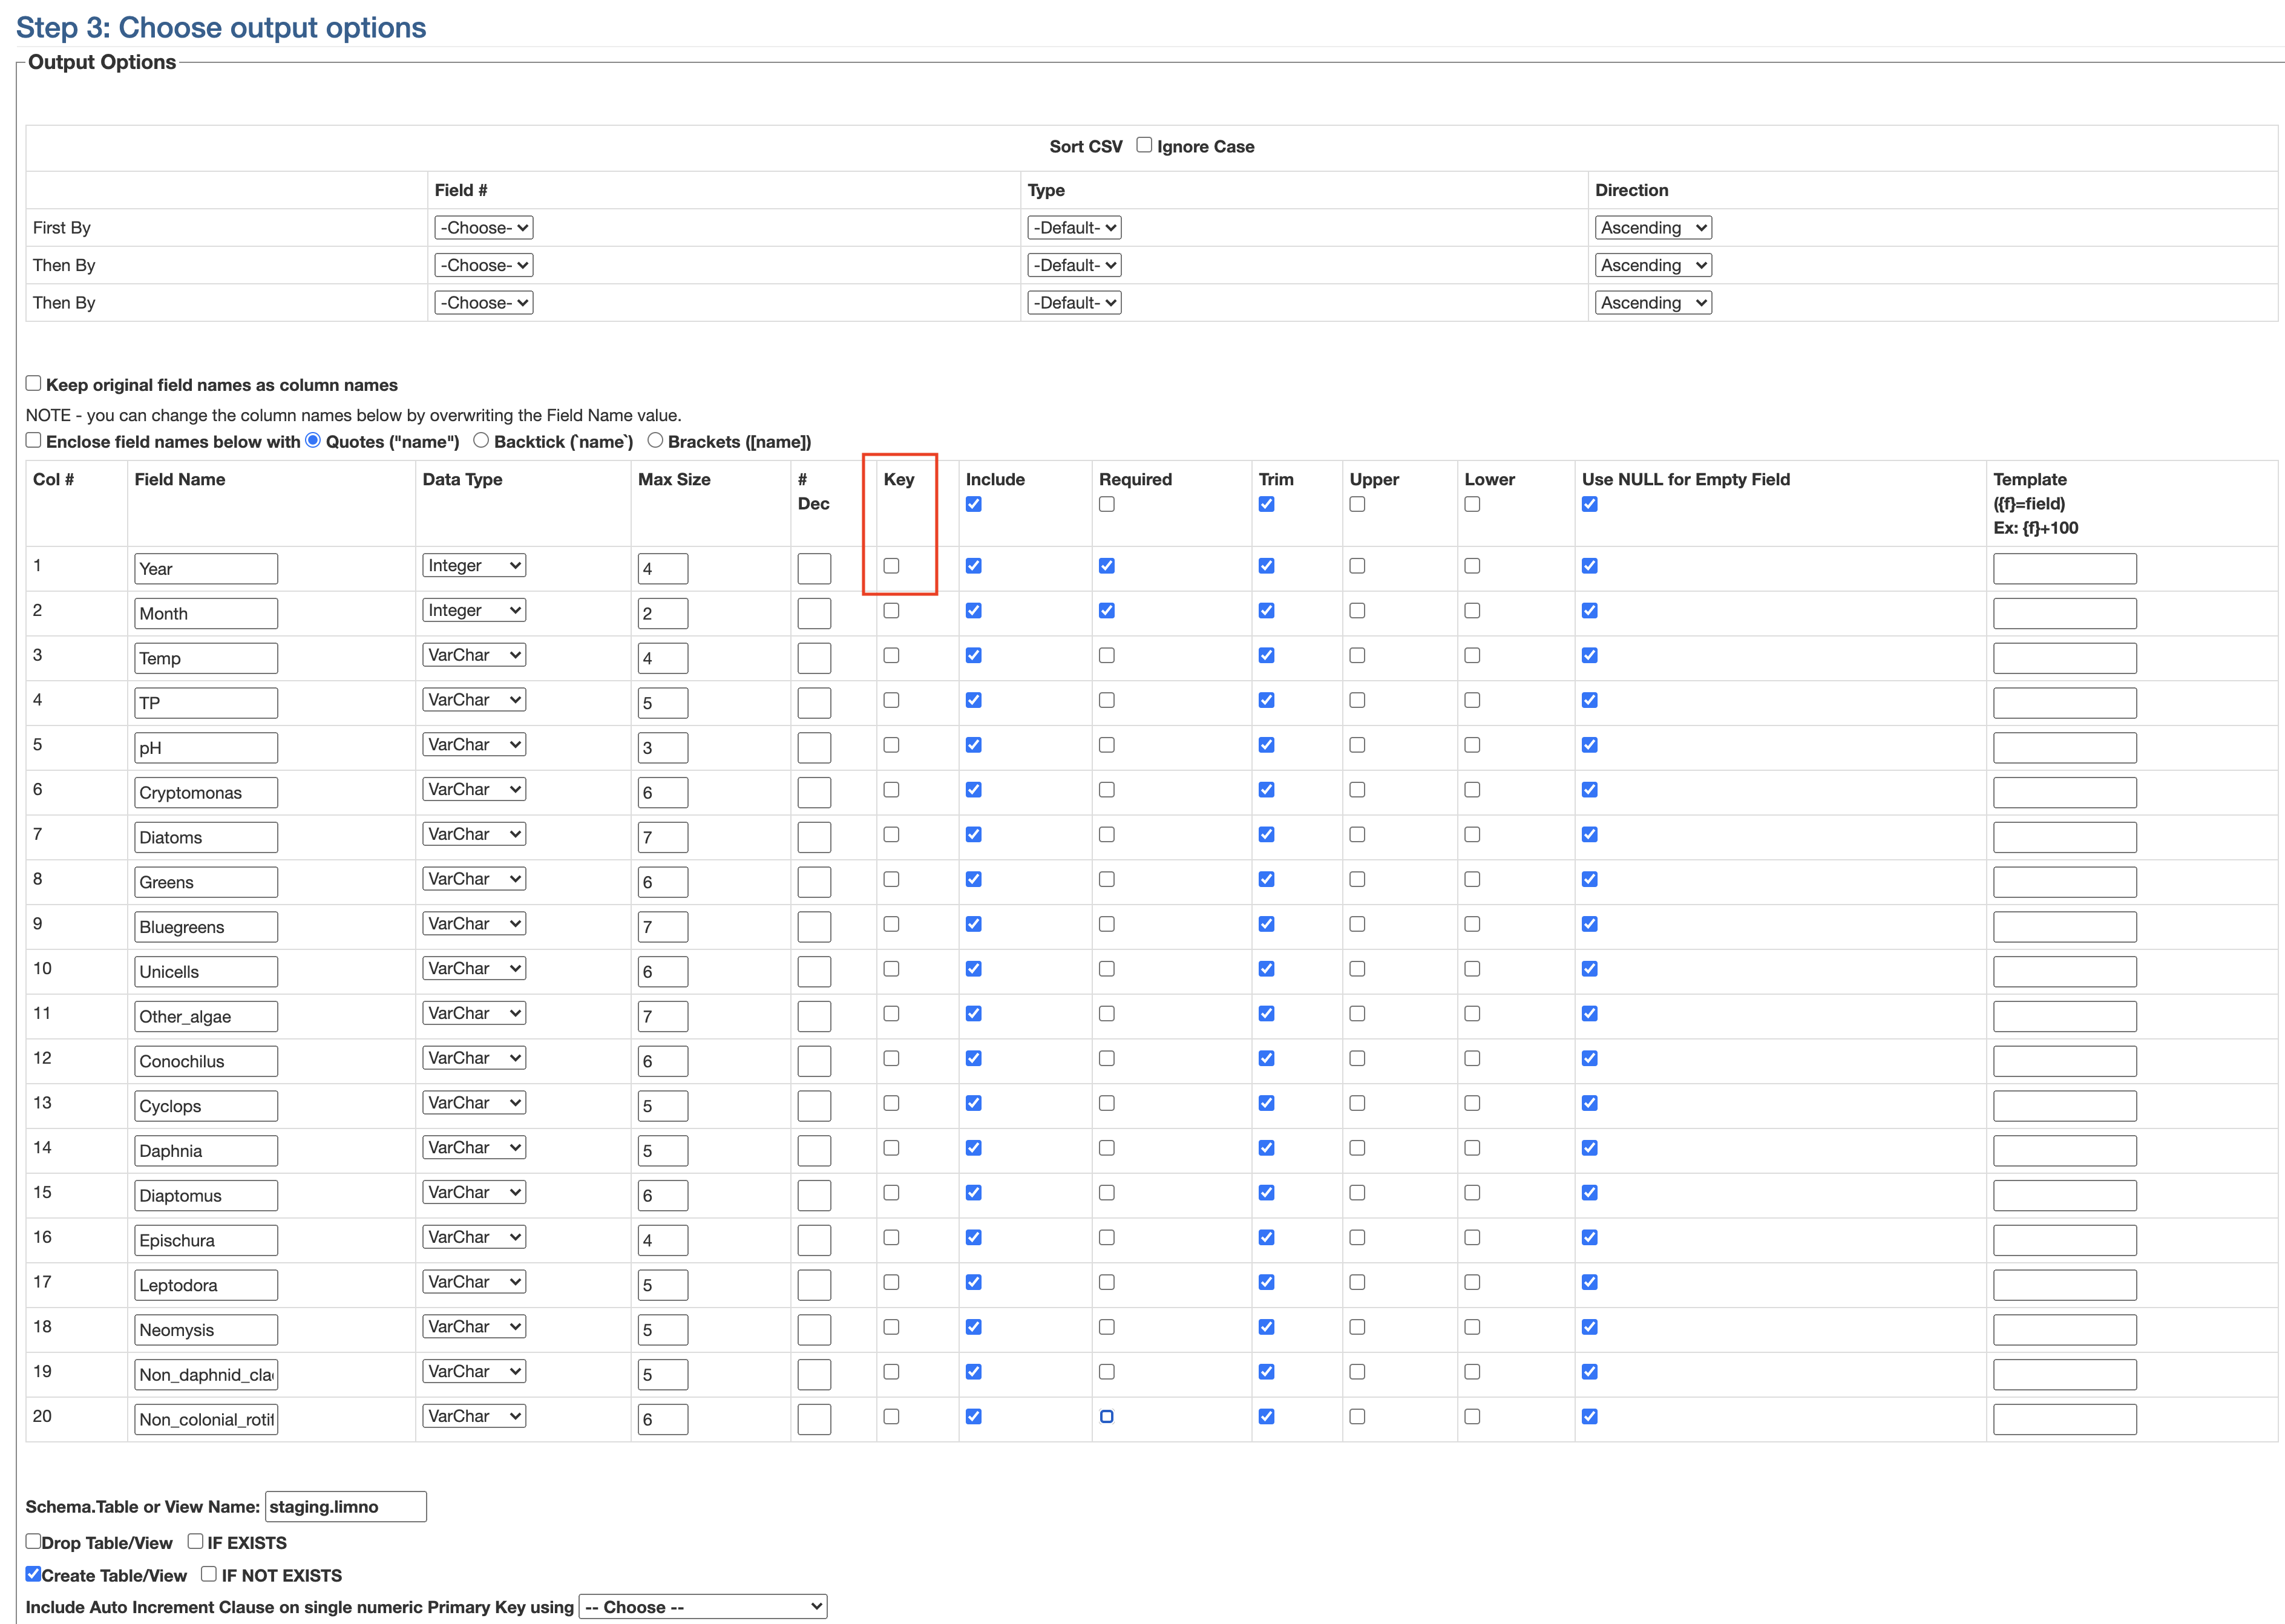 Step 3: Choose output options
Output Options
Sort CSV Ignore Case
Field # Type Direction
First By -Choose- -Default- Ascending
Then By -Choose- -Default- Ascending
Then By -Choose- -Default- Ascending
Keep original field names as column names
NOTE - you can change the column names below by overwriting the Field Name value.
Enclose field names below with Quotes ("name") Backtick (`name`) Brackets ([name])
Col # Field Name Data Type Max Size # Key Include Required Trim Upper Lower Use NULL for Empty Field Template
Dec ({f}=field)
Ex: {f}+100
1 Year Integer 4
2 Month Integer 2
3 Temp VarChar 4
4 TP VarChar 5
5 pH VarChar 3
6 Cryptomonas VarChar 6
7 Diatoms VarChar 7
8 Greens VarChar 6
9 Bluegreens VarChar 7
10 Unicells VarChar 6
11 Other_algae VarChar 7
12 Conochilus VarChar 6
13 Cyclops VarChar 5
14 Daphnia VarChar 5
15 Diaptomus VarChar 6
16 Epischura VarChar 4
17 Leptodora VarChar 5
18 Neomysis VarChar 5
19 Non_daphnid_cla VarChar 5
20 Non_colonial_roti VarChar 6
Schema.Table or View Name: staging.limno
Drop Table/View IF EXISTS
Create Table/View IF NOT EXISTS
Include Auto Increment Clause on single numeric Primary Key using -- Choose --